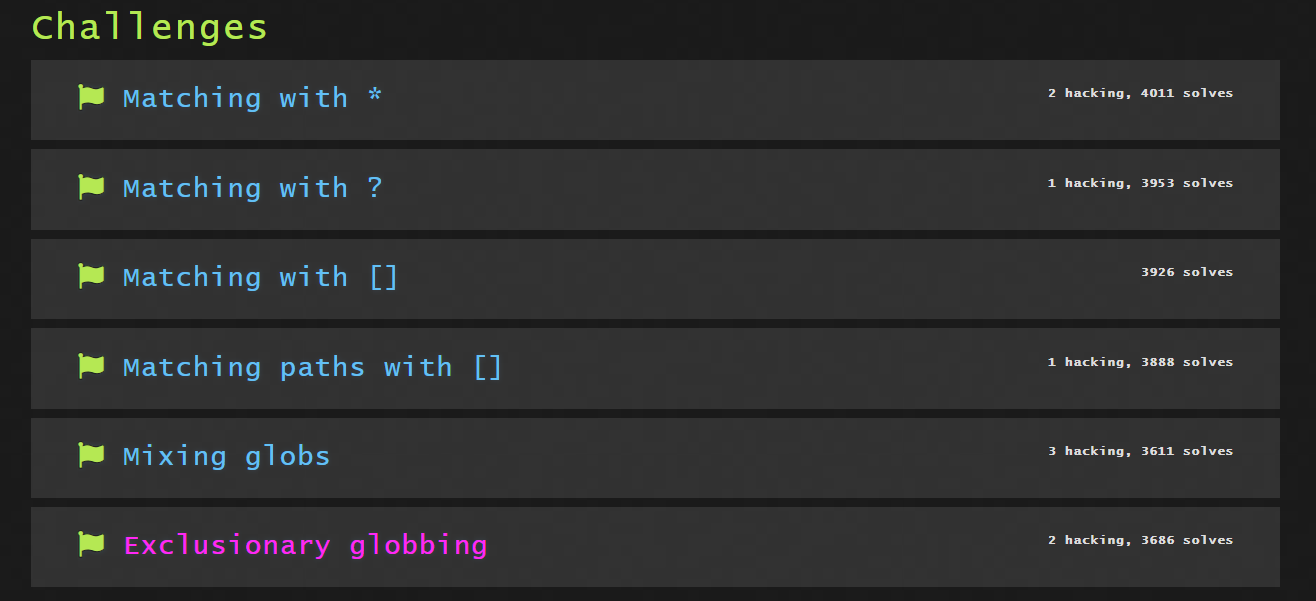 Challenges
Matching with *
2 hacking, 4011 solves
Matching with ?
1 hacking, 3953 solves
Matching with []
3926 solves
Matching paths with []
1 hacking, 3888 solves
Mixing globs
3 hacking, 3611 solves
Exclusionary globbing
2 hacking, 3686 solves